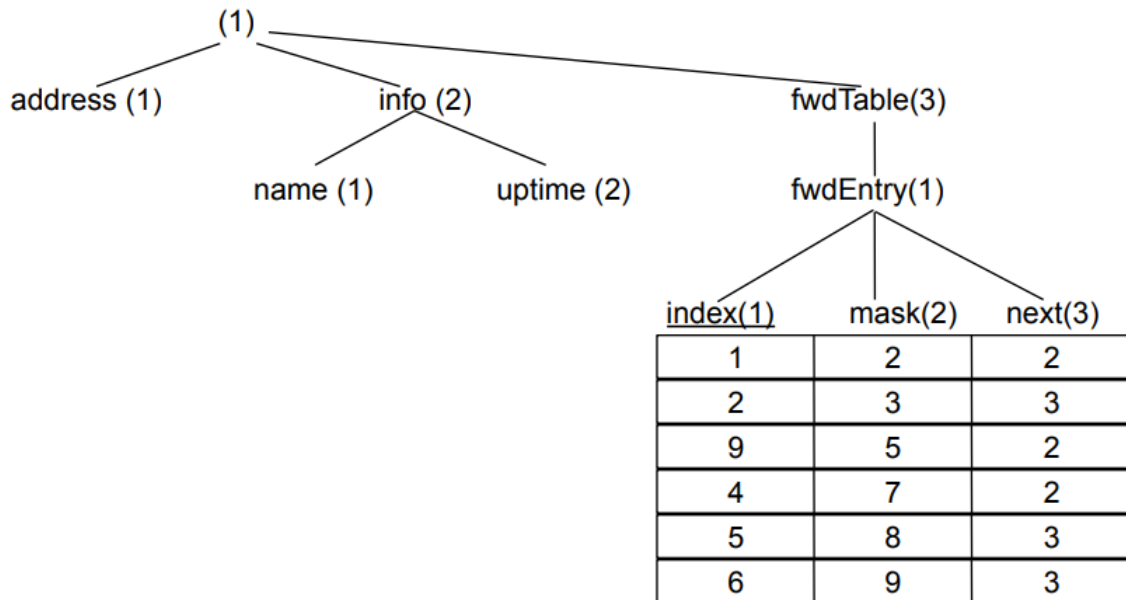 (1)
address (1) info (2) fwdTable(3)
name (1) uptime (2) fwdEntry(1)
index(1) mask(2) next(3)
1 2 2
2 3 3
9 5 2
4 7 2
5 8 3
6 9 3